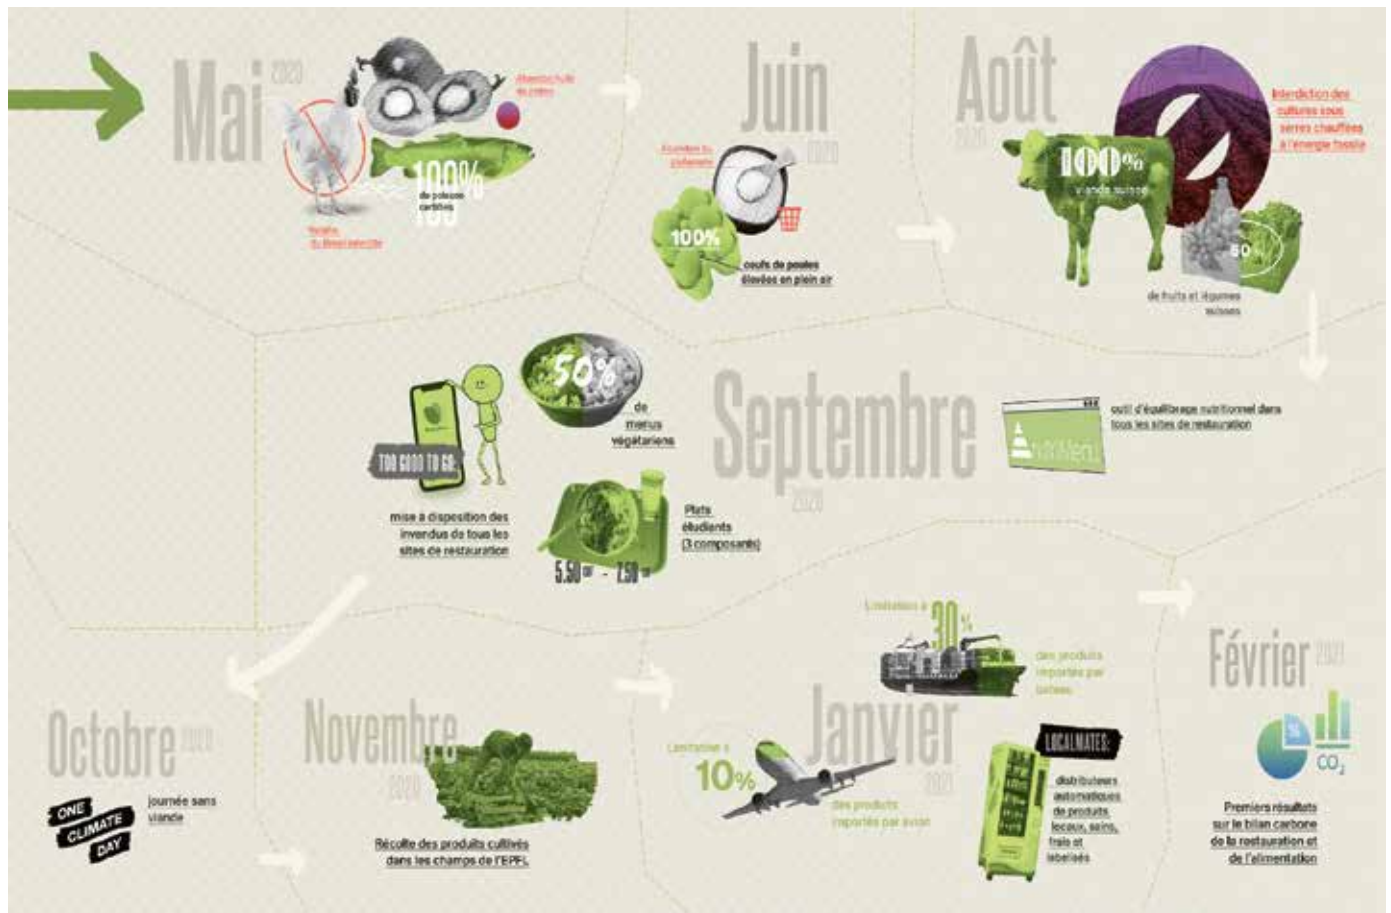 Mai 2020
100%
de poissons
certifiés
Juin
2020
100%
oeufs de poules
élevées en plein air
Août
2020
100%
viande suisse
Interdiction des
cultures sous
serres chauffées
à l'énergie fossile
50
de fruits et légumes
suisses
TOO GOOD TO GO:
mise à disposition des
invendus de tous les
sites de restauration
50%
de
menus
végétariens
Plats
étudiants
(3 composants)
5.50 - 7.50
Septembre
2020
outil d'équilibrage nutritionnel dans
tous les sites de restauration
Octobre 2020
ONE
CLIMATE
DAY
journée sans
viande
Novembre
2020
Récolte des produits cultivés
dans les champs de l'EPFL
Janvier
2021
Limitation à
30%
des produits
importés par
bateau
Limitation à
10%
des produits
importés par avion
LOCALMATES:
distributeurs
automatiques
de produits
locaux, sains,
frais et
labelisés
Février 2021
%
CO2
Premiers résultats
sur le bilan carbone
de la restauration et
de l'alimentation